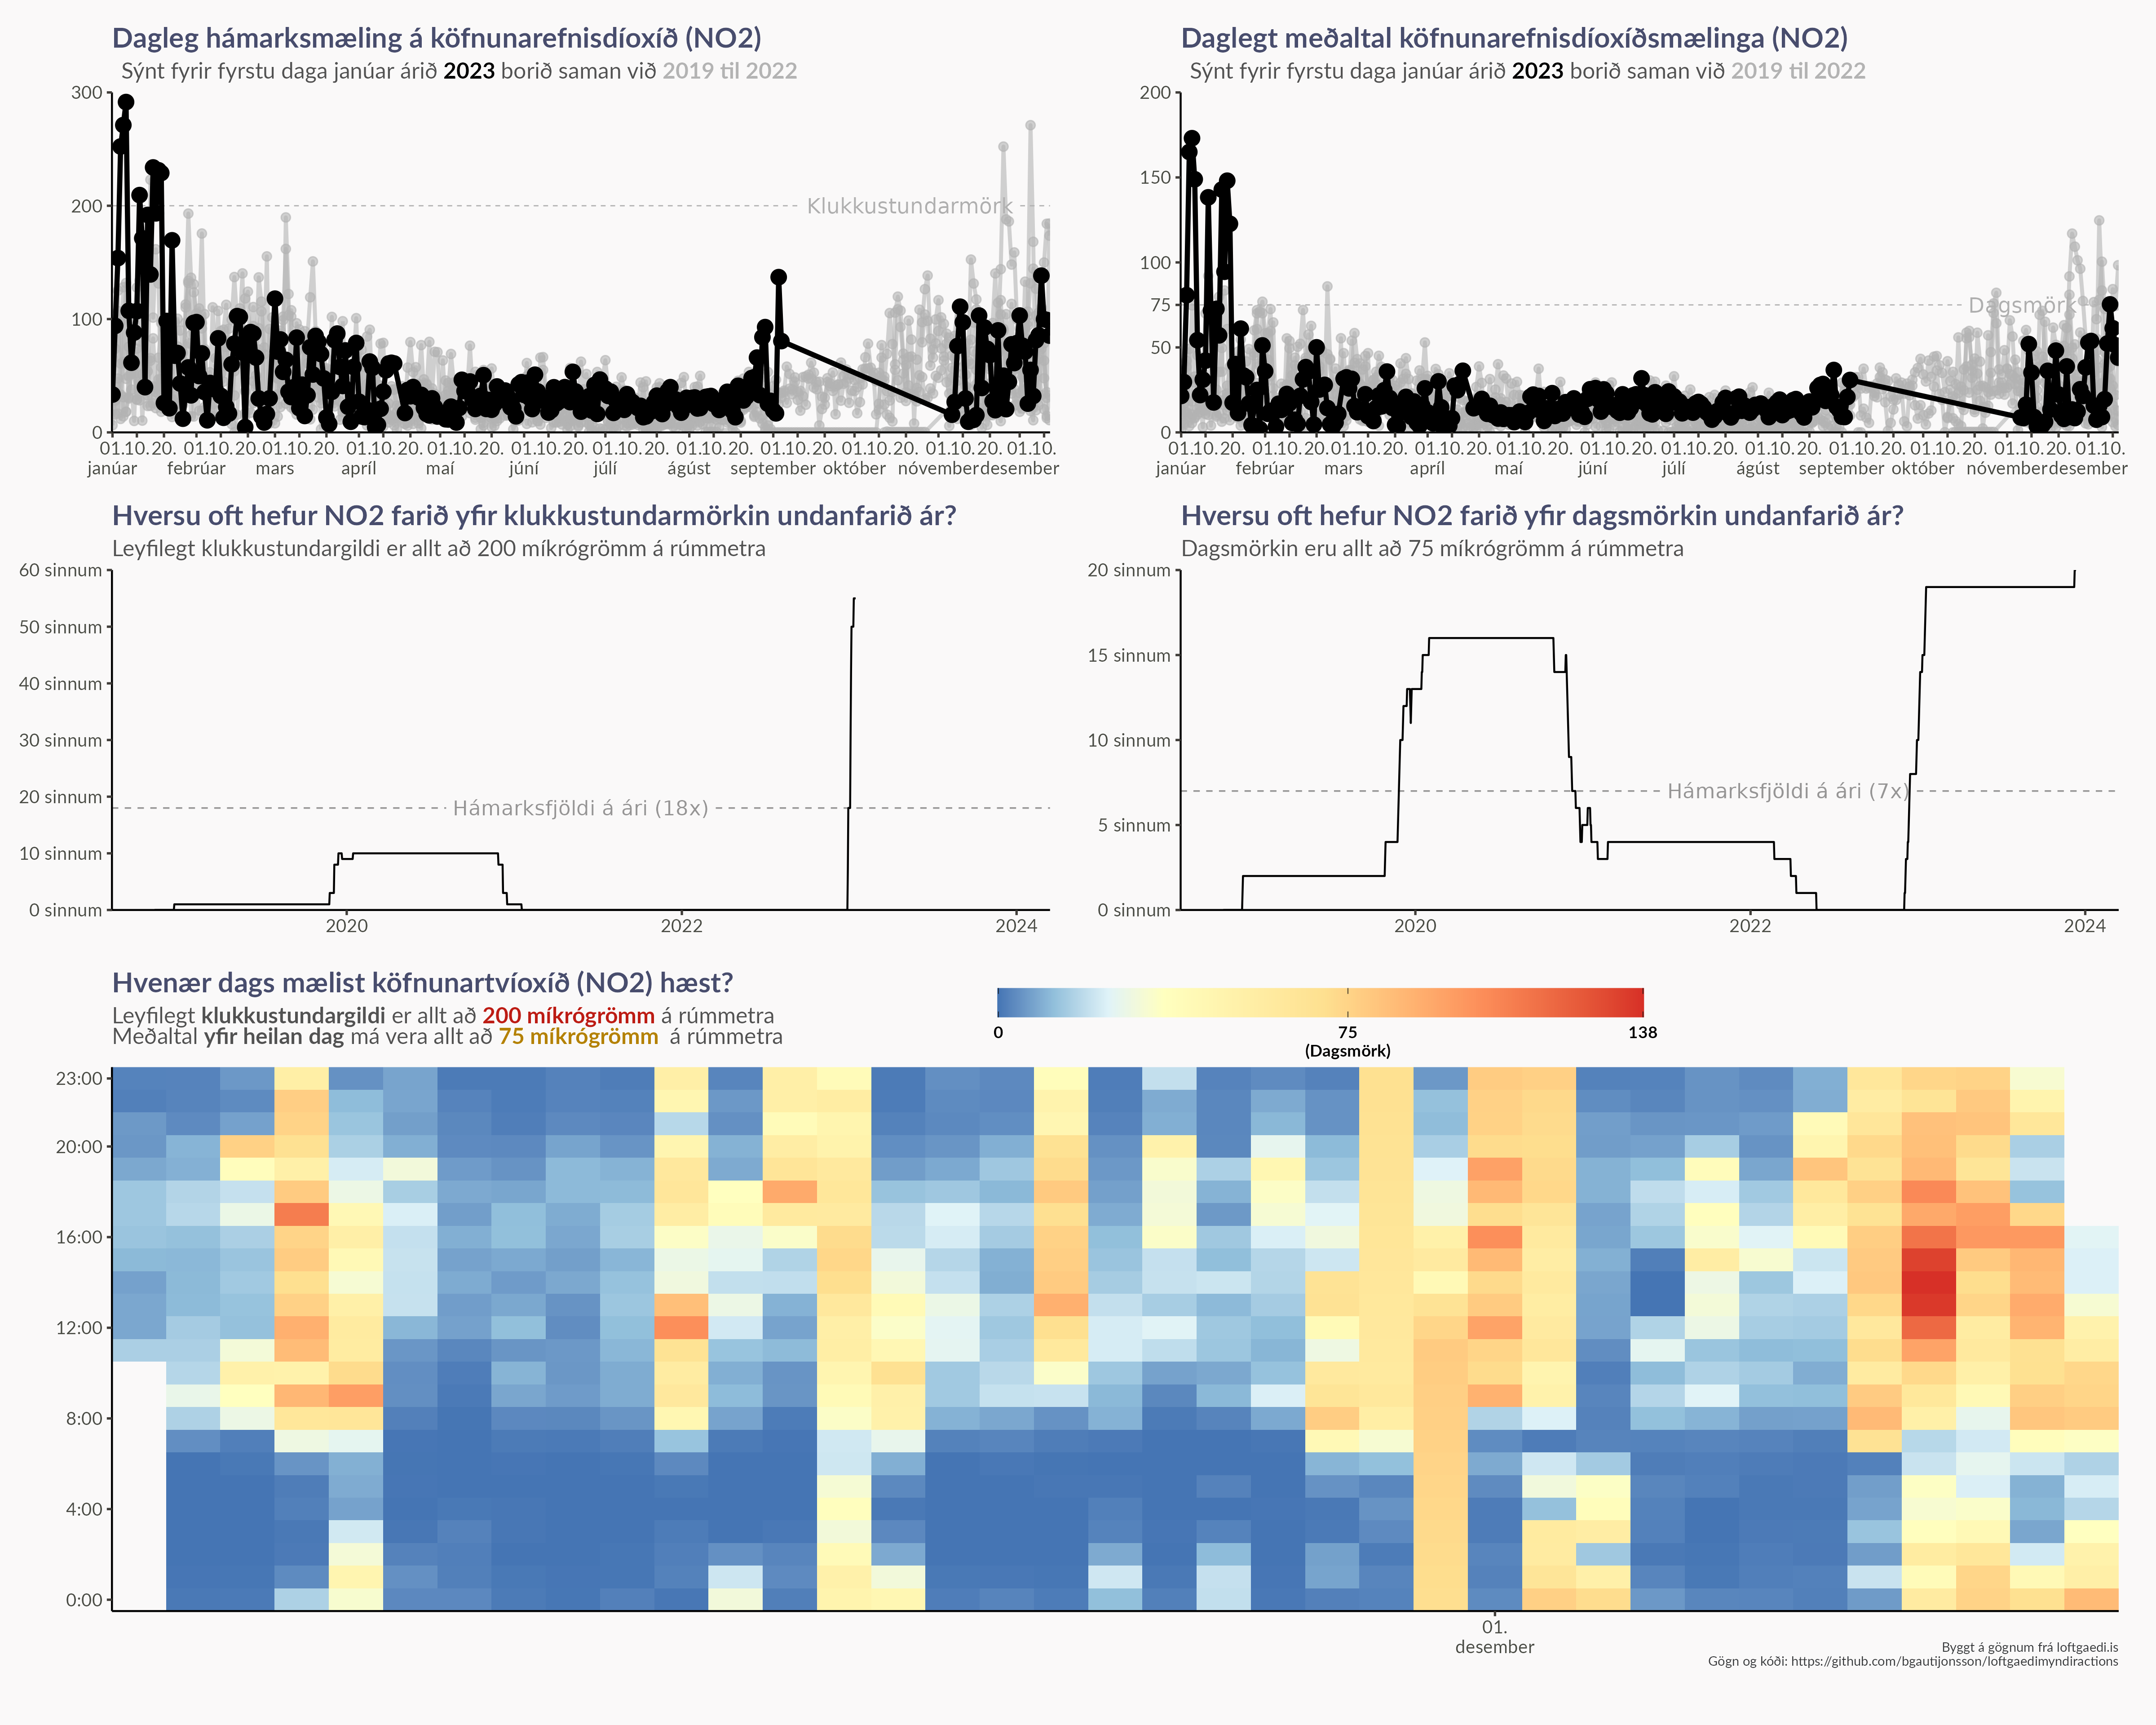 Dagleg hámarksmæling á köfnunarefnisdíoxíð (NO2)
Sýnt fyrir fyrstu daga janúar árið 2023 borið saman við 2019 til 2022
300
200
100
0
Klukkustundarmörk
01.10.20. 01.10.20. 01.10.20. 01.10.20. 01.10.20. 01.10.20. 01.10.20. 01.10.20. 01.10.20. 01.10.20. 01.10.20. 01.10.
janúar febrúar mars apríl maí júní júlí ágúst september október nóvember desember
Daglegt meðaltal köfnunarefnisdíoxíðsmælinga (NO2)
Sýnt fyrir fyrstu daga janúar árið 2023 borið saman við 2019 til 2022
200
150
100
75
50
0
Dagsmörk
01.10.20. 01.10.20. 01.10.20. 01.10.20. 01.10.20. 01.10.20. 01.10.20. 01.10.20. 01.10.20. 01.10.20. 01.10.20. 01.10.
janúar febrúar mars apríl maí júní júlí ágúst september október nóvember desember
Hversu oft hefur NO2 farið yfir klukkustundarmörkin undanfarið ár?
Leyfilegt klukkustundargildi er allt að 200 míkrógrömm á rúmmetra
60 sinnum
50 sinnum
40 sinnum
30 sinnum
20 sinnum
10 sinnum
0 sinnum
Hámarksfjöldi á ári (18x)
2020 2022 2024
Hversu oft hefur NO2 farið yfir dagsmörkin undanfarið ár?
Dagsmörkin eru allt að 75 míkrógrömm á rúmmetra
20 sinnum
15 sinnum
10 sinnum
5 sinnum
0 sinnum
Hámarksfjöldi á ári (7x)
2020 2022 2024
Hvenær dags mælist köfnunartvíoxíð (NO2) hæst?
Leyfilegt klukkustundargildi er allt að 200 míkrógrömm á rúmmetra
Meðaltal yfir heilan dag má vera allt að 75 míkrógrömm á rúmmetra
0 75 138
(Dagsmörk)
23:00
20:00
16:00
12:00
8:00
4:00
0:00
01.
desember
Byggt á gögnum frá loftgaedi.is
Gögn og kóði: https://github.com/bgautijonsson/loftgaedimyndiractions